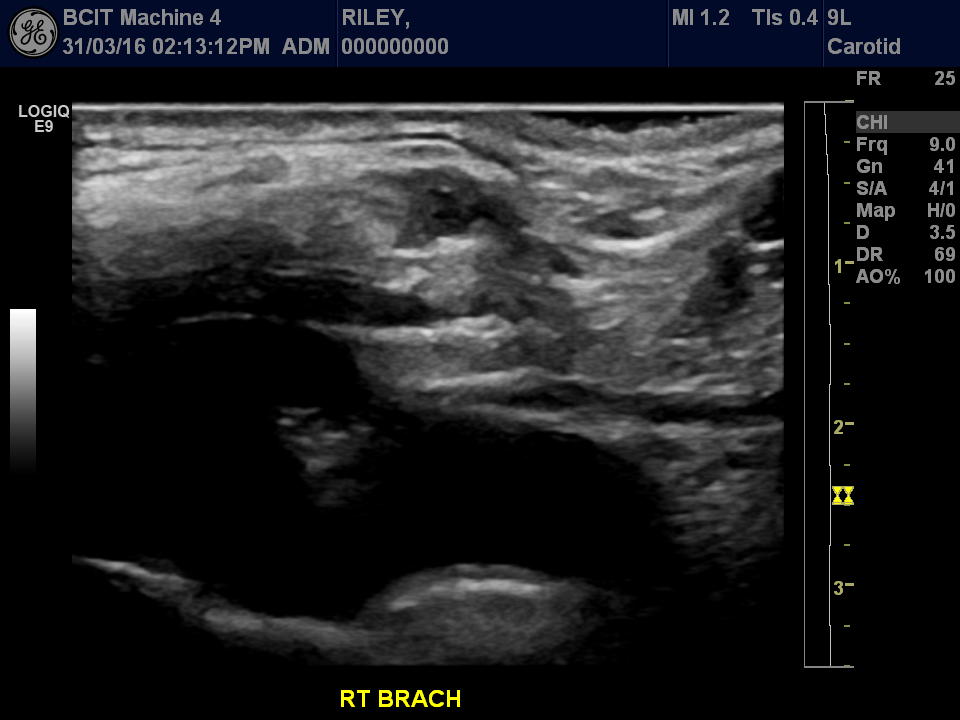 BCIT Machine 4
31/03/16 02:13:12PM ADM
RILEY,
000000000
MI 1.2 TIs 0.4
9L
Carotid
LOGIQ
E9
FR 25
CHI
Frq 9.0
Gn 41
S/A 4/1
Map H/0
D 3.5
DR 69
AO% 100
1
2
3
RT BRACH